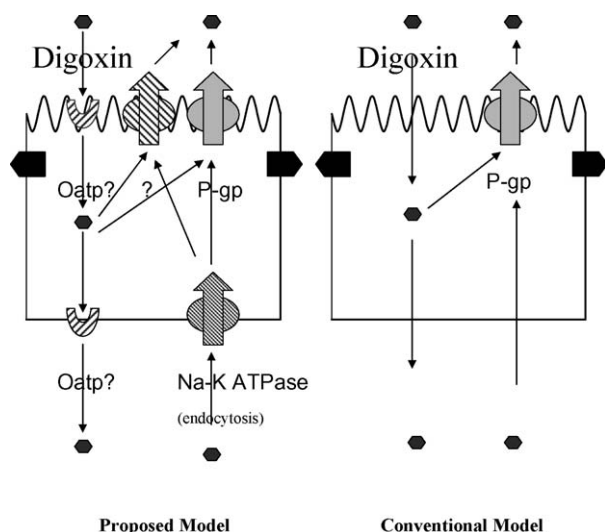 Digoxin
Digoxin
Oatp?
?
P-gp
P-gp
Oatp?
Na-K ATPase
(endocytosis)
Proposed Model
Conventional Model